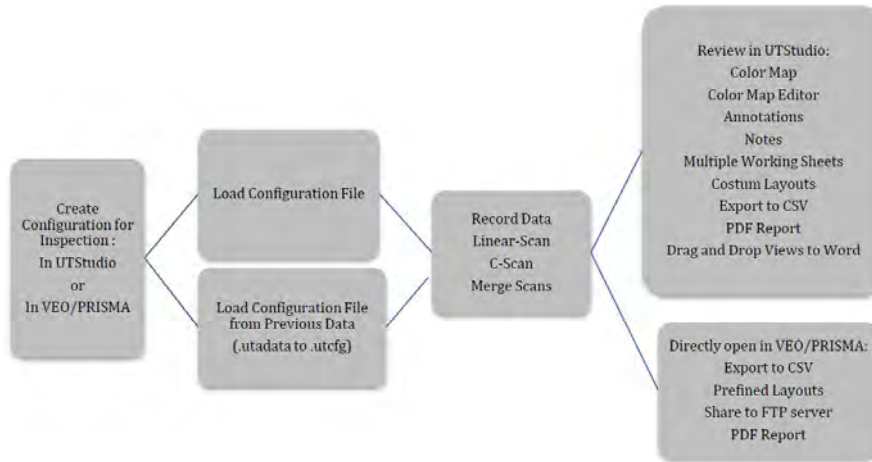 Create
Configuration for
Inspection :
In UTStudio
or
In VEO/PRISMA
Load Configuration File
Load Configuration File
from Previous Data
(.utadata to .utcfg)
Record Data
Linear-Scan
C-Scan
Merge Scans
Review in UTStudio:
Color Map
Color Map Editor
Annotations
Notes
Multiple Working Sheets
Costum Layouts
Export to CSV
PDF Report
Drag and Drop Views to Word
Directly open in VEO/PRISMA:
Export to CSV
Prefined Layouts
Share to FTP server
PDF Report